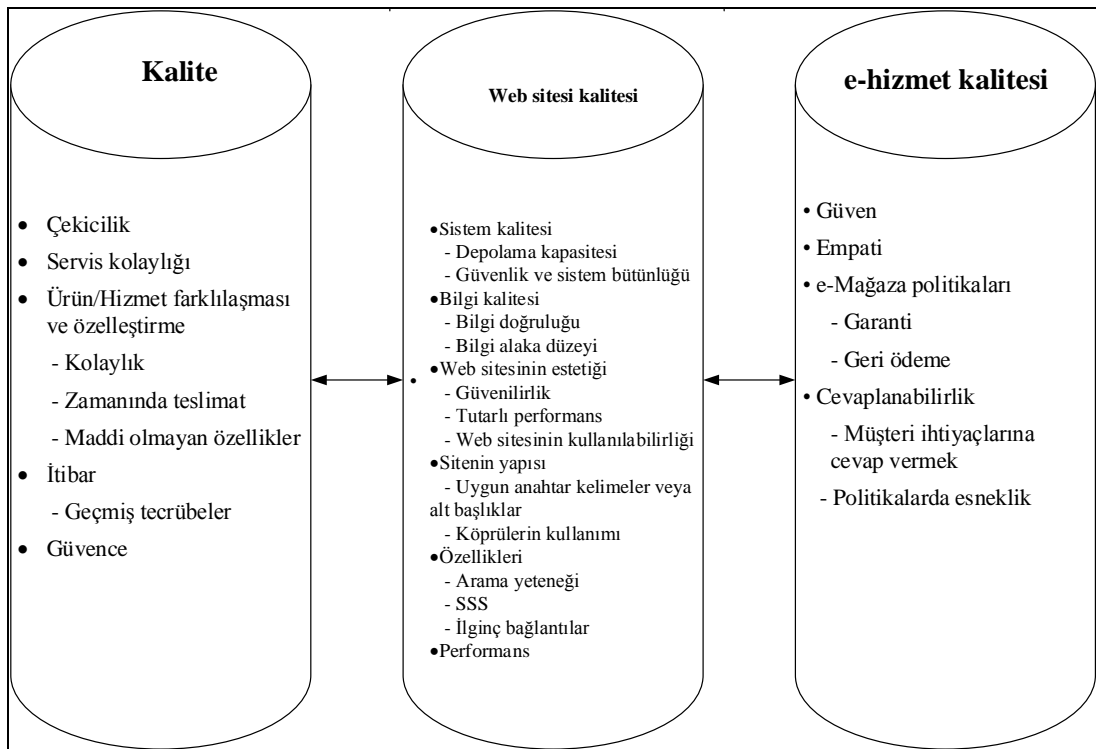 Kalite
• Çekicilik
• Servis kolaylığı
• Ürün/Hizmet farklılaşması
ve özelleştirme
- Kolaylık
- Zamanında teslimat
- Maddi olmayan özellikler
• İtibar
- Geçmiş tecrübeler
• Güvence
Web sitesi kalitesi
•Sistem kalitesi
- Depolama kapasitesi
- Güvenlik ve sistem bütünlüğü
•Bilgi kalitesi
- Bilgi doğruluğu
- Bilgi alaka düzeyi
•Web sitesinin estetiği
- Güvenilirlik
- Tutarlı performans
- Web sitesinin kullanılabilirliği
•Sitenin yapısı
- Uygun anahtar kelimeler veya
alt başlıklar
- Köprülerin kullanımı
•Özellikleri
- Arama yeteneği
- SSS
- İlginç bağlantılar
•Performans
e-hizmet kalitesi
• Güven
• Empati
• e-Mağaza politikaları
- Garanti
- Geri ödeme
• Cevaplanabilirlik
- Müşteri ihtiyaçlarına
cevap vermek
- Politikalarda esneklik